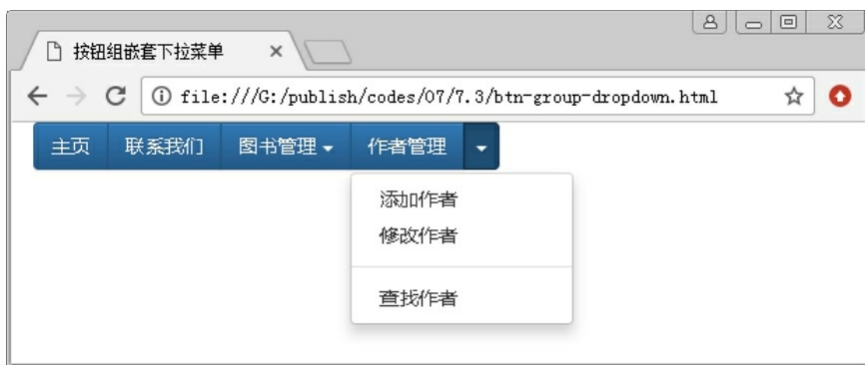 按钮组嵌套下拉菜单
file:///G:/publish/codes/07/7.3/btn-group-dropdown.html
主页 联系我们 图书管理 作者管理
添加作者
修改作者
查找作者